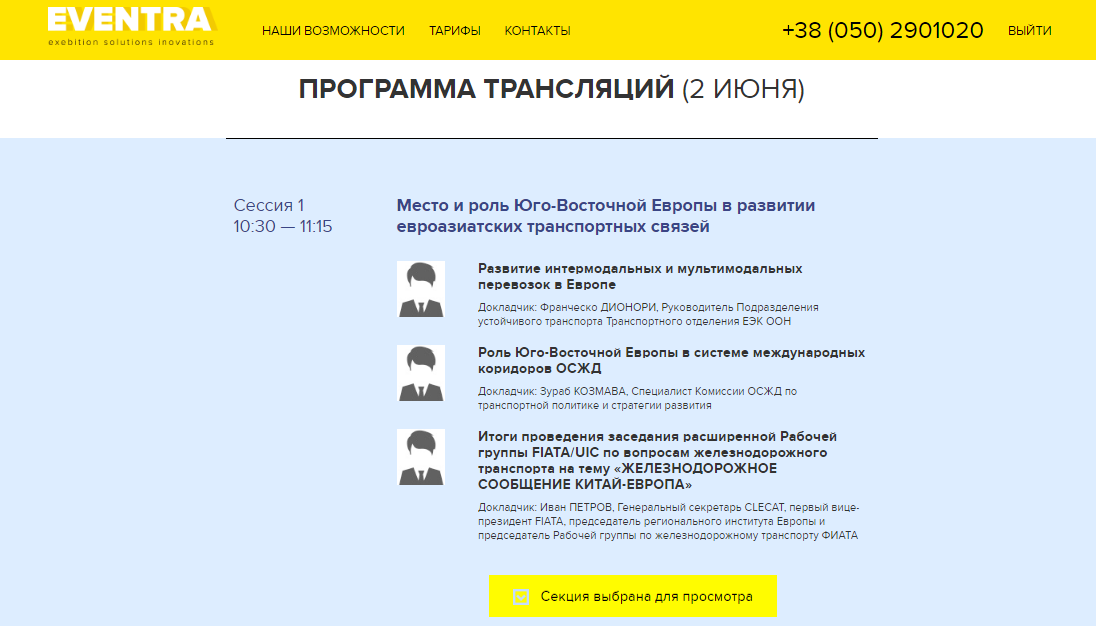 EVENTRA
exebition solutions inovations
НАШИ ВОЗМОЖНОСТИ ТАРИФЫ КОНТАКТЫ +38 (050) 2901020 ВЫЙТИ
ПРОГРАММА ТРАНСЛЯЦИЙ (2 ИЮНЯ)
Сессия 1
10:30 — 11:15
Место и роль Юго-Восточной Европы в развитии
евроазиатских транспортных связей
Развитие интермодальных и мультимодальных
перевозок в Европе
Докладчик: Франческо ДИОНОРИ, Руководитель Подразделения
устойчивого транспорта Транспортного отделения ЕЭК ООН
Роль Юго-Восточной Европы в системе международных
коридоров ОСЖД
Докладчик: Зураб КОЗМАВА, Специалист Комиссии ОСЖД по
транспортной политике и стратегии развития
Итоги проведения заседания расширенной Рабочей
группы FIATA/UIC по вопросам железнодорожного
транспорта на тему «ЖЕЛЕЗНОДОРОЖНОЕ
СООБЩЕНИЕ КИТАЙ-ЕВРОПА»
Докладчик: Иван ПЕТРОВ, Генеральный секретарь CLECAT, первый вице-
президент FIATA, председатель регионального института Европы и
председатель Рабочей группы по железнодорожному транспорту ФИАТА
Секция выбрана для просмотра